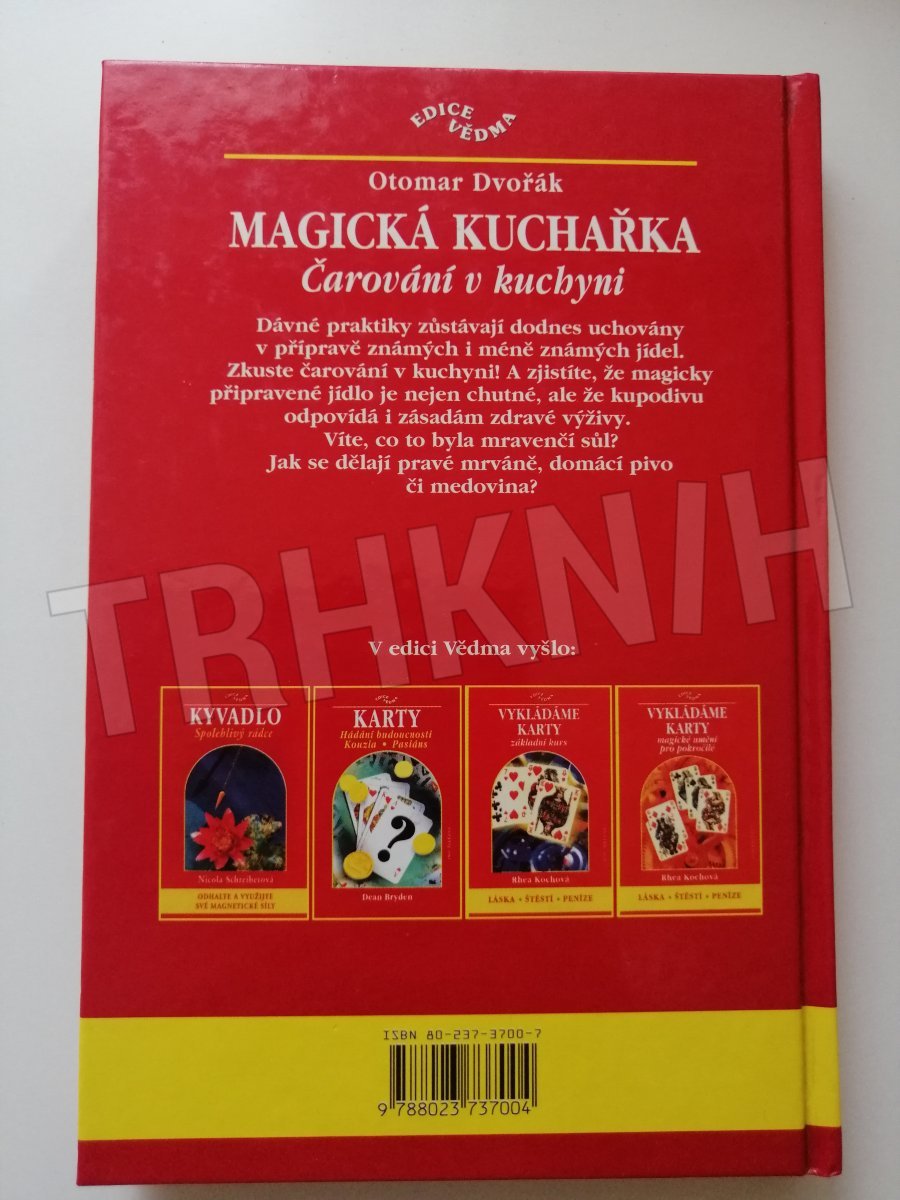 EDICE
VĚDMA
Otomar Dvořák
MAGICKÁ KUCHAŘKA
Čarování v kuchyni
Dávné praktiky zůstávají dodnes uchovány
v přípravě známých i méně známých jídel.
Zkuste čarování v kuchyni! A zjistíte, že magicky
připravené jídlo je nejen chutné, ale že kupodivu
odpovídá i zásadám zdravé výživy.
Víte, co to byla mravenčí sůl?
Jak se dělají pravé mrváně, domácí pivo
či medovina?
TRHKNIH
V edici Vědma vyšlo:
KYVADLO
Spolehlivý rádce
Nicola Schreiberová
ODHALTE A VYUŽIJTE
SVÉ MAGNETICKÉ SÍLY
EDICE
VĚDMA
KARTY
Hádání budoucnosti
Kouzla • Pasiáns
?
Dean Bryden
VYKLÁDÁME
KARTY
základní kurs
Rhea Kochová
LÁSKA • ŠTĚSTÍ • PENÍZE
VYKLÁDÁME
KARTY
magické umění
pro pokročilé
Rhea Kochová
LÁSKA • ŠTĚSTÍ • PENÍZE
ISBN 80-237-3700-7
9 788023 737004